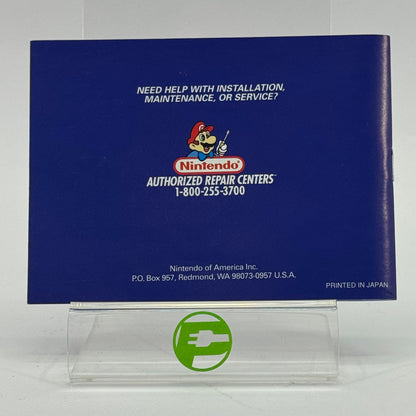 NEED HELP WITH INSTALLATION,
MAINTENANCE, OR SERVICE?
Nintendo®
AUTHORIZED REPAIR CENTERS™
1-800-255-3700
Nintendo of America Inc.
P.O. Box 957, Redmond, WA 98073-0957 U.S.A.
PRINTED IN JAPAN